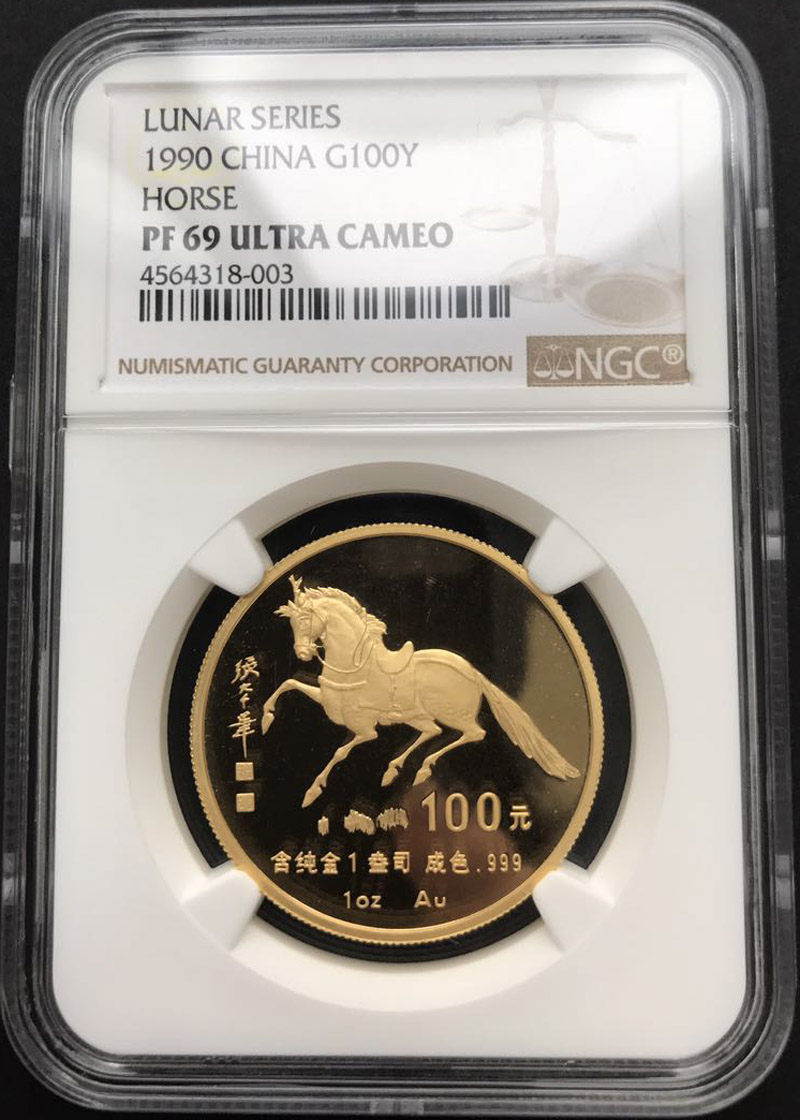 LUNAR SERIES
1990 CHINA G100Y
HORSE
PF 69 ULTRA CAMEO
4564318-003
NUMISMATIC GUARANTY CORPORATION
NGC®
100元
含纯金1盎司 成色.999
1oz Au